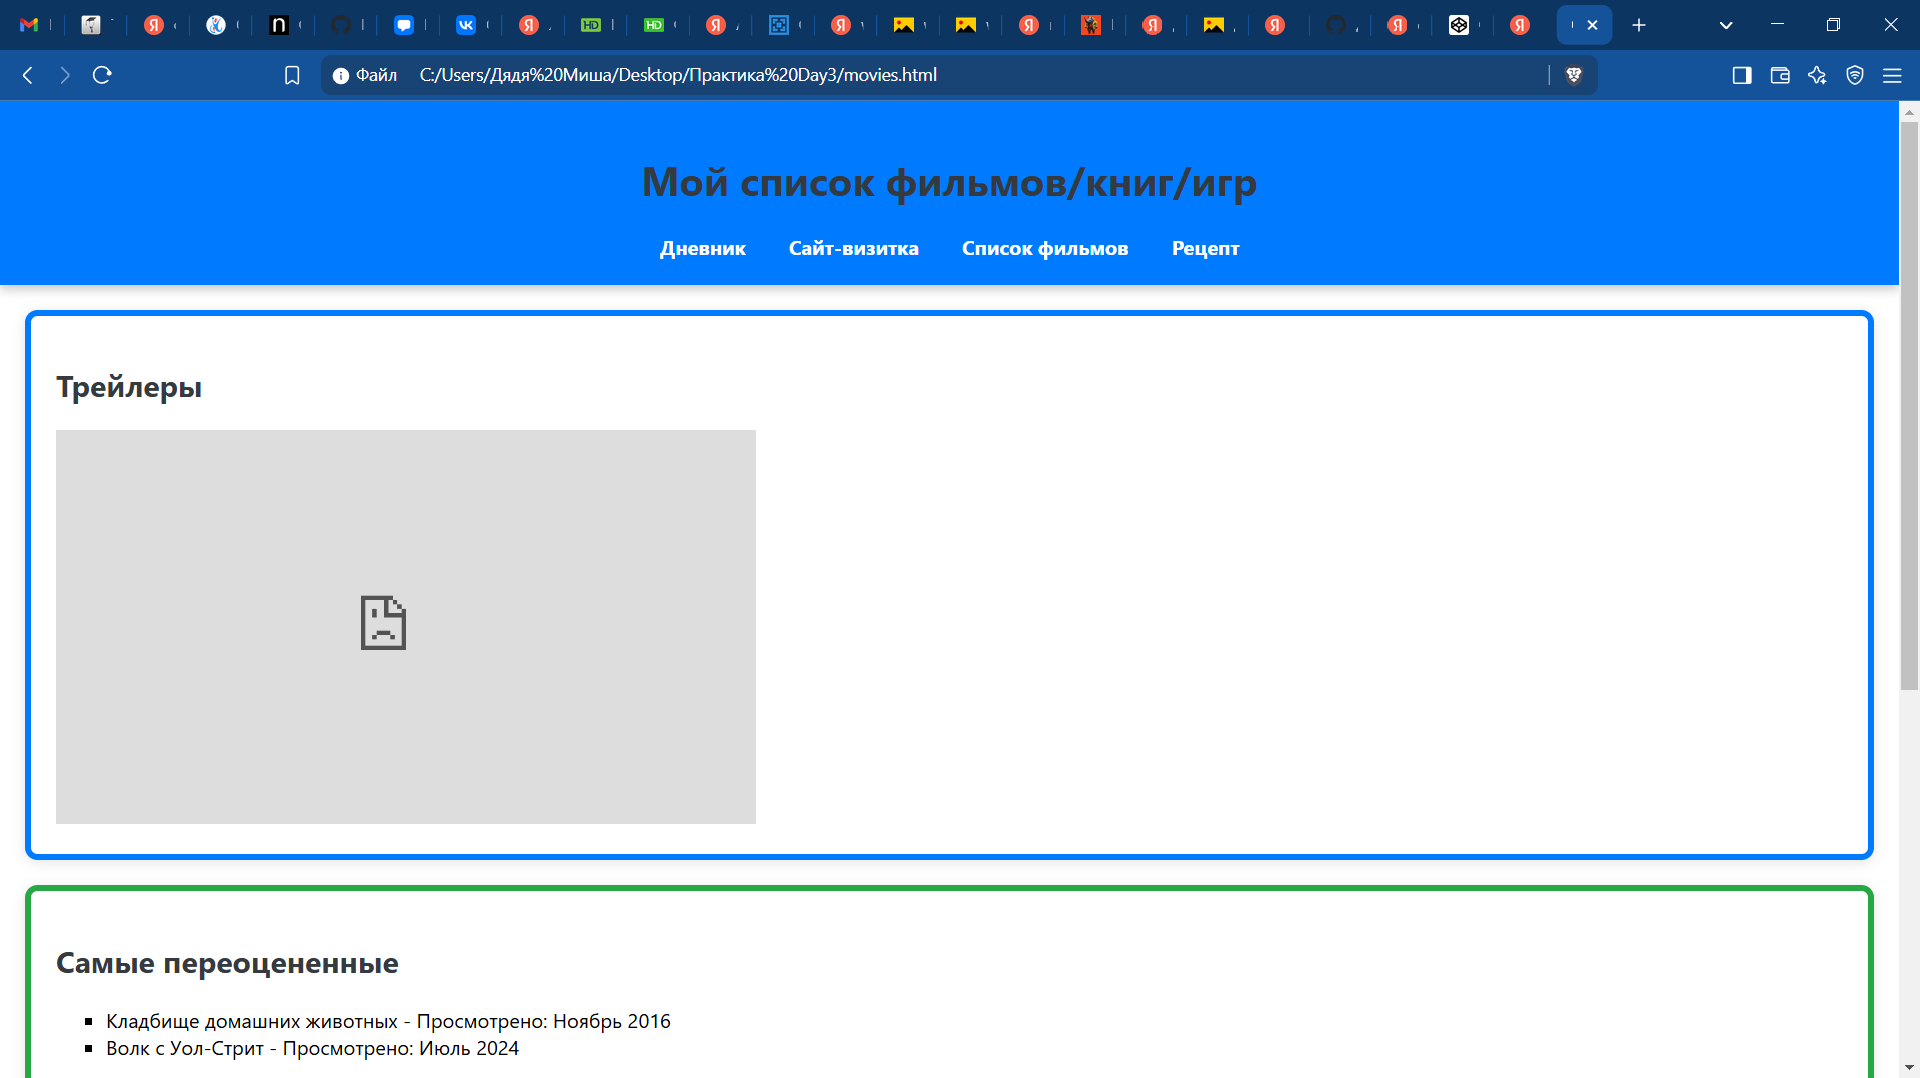 Файл C:/Users/Дядя%20Миша/Desktop/Практика%20Day3/movies.html
Мой список фильмов/книг/игр
Дневник Сайт-визитка Список фильмов Рецепт
Трейлеры
Самые переоцененные
Кладбище домашних животных - Просмотрено: Ноябрь 2016
Волк с Уол-Стрит - Просмотрено: Июль 2024